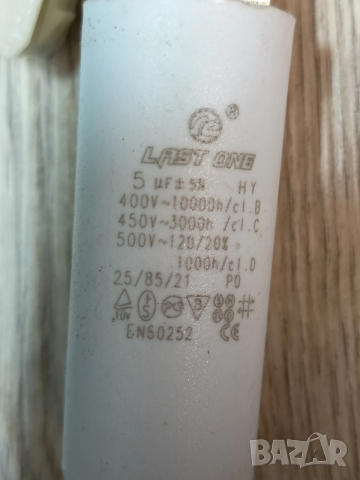 ®
LAST ONE
5 µF±5% HY
400V~10000h/cl.B
450V~3000h /cl.C
500V~120/20%
1000h/cl.D
25/85/21 P0
TÜV
EN60252 CE
BAZAR.bg